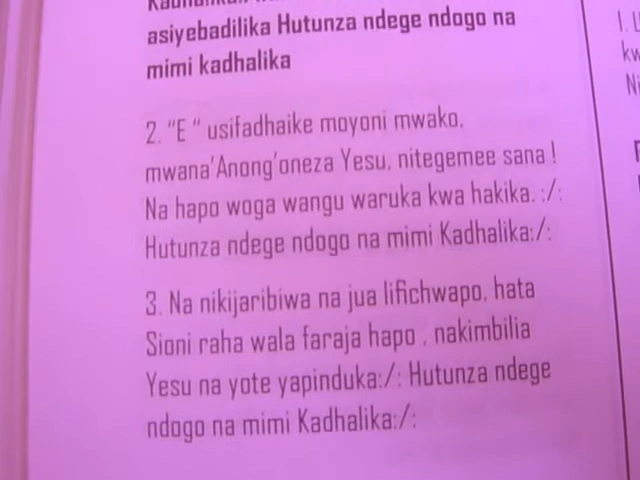 asiyebadilika Hutunza ndege ndogo na
mimi kadhalika
2. "E " usifadhaike moyoni mwako,
mwana'Anong'oneza Yesu, nitegemee sana !
Na hapo woga wangu waruka kwa hakika. :/:
Hutunza ndege ndogo na mimi Kadhalika:/:
3. Na nikijaribiwa na jua lifichwapo, hata
Sioni raha wala faraja hapo , nakimbilia
Yesu na yote yapinduka:/: Hutunza ndege
ndogo na mimi Kadhalika:/: